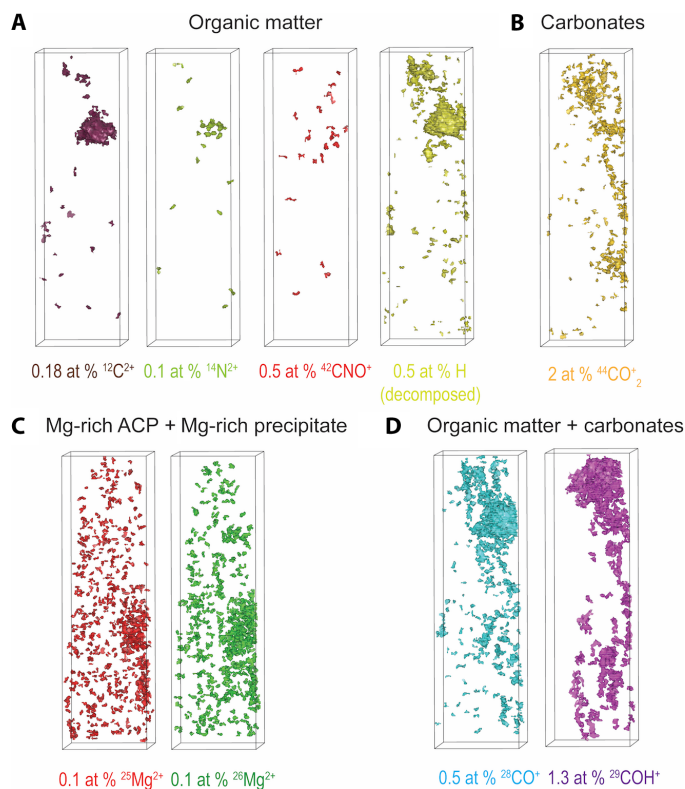 A Organic matter
B Carbonates
0.18 at % ¹²C²⁺
0.1 at % ¹⁴N²⁺
0.5 at % ⁴²CNO⁺
0.5 at % H
(decomposed)
2 at % ⁴⁴CO⁺₂
C Mg-rich ACP + Mg-rich precipitate
D Organic matter + carbonates
0.1 at % ²⁵Mg²⁺
0.1 at % ²⁶Mg²⁺
0.5 at % ²⁸CO⁺
1.3 at % ²⁹COH⁺